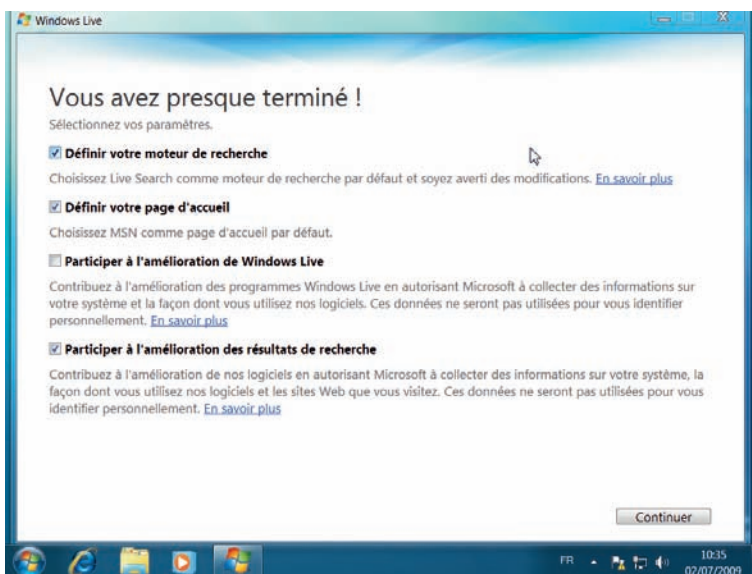 Windows Live
Vous avez presque terminé !
Sélectionnez vos paramètres.
Définir votre moteur de recherche
Choisissez Live Search comme moteur de recherche par défaut et soyez averti des modifications. En savoir plus
Définir votre page d'accueil
Choisissez MSN comme page d'accueil par défaut.
Participer à l'amélioration de Windows Live
Contribuez à l'amélioration des programmes Windows Live en autorisant Microsoft à collecter des informations sur
votre système et la façon dont vous utilisez nos logiciels. Ces données ne seront pas utilisées pour vous identifier
personnellement. En savoir plus
Participer à l'amélioration des résultats de recherche
Contribuez à l'amélioration de nos logiciels en autorisant Microsoft à collecter des informations sur votre système, la
façon dont vous utilisez nos logiciels et les sites Web que vous visitez. Ces données ne seront pas utilisées pour vous
identifier personnellement. En savoir plus
Continuer
FR
10:35
02/07/2009